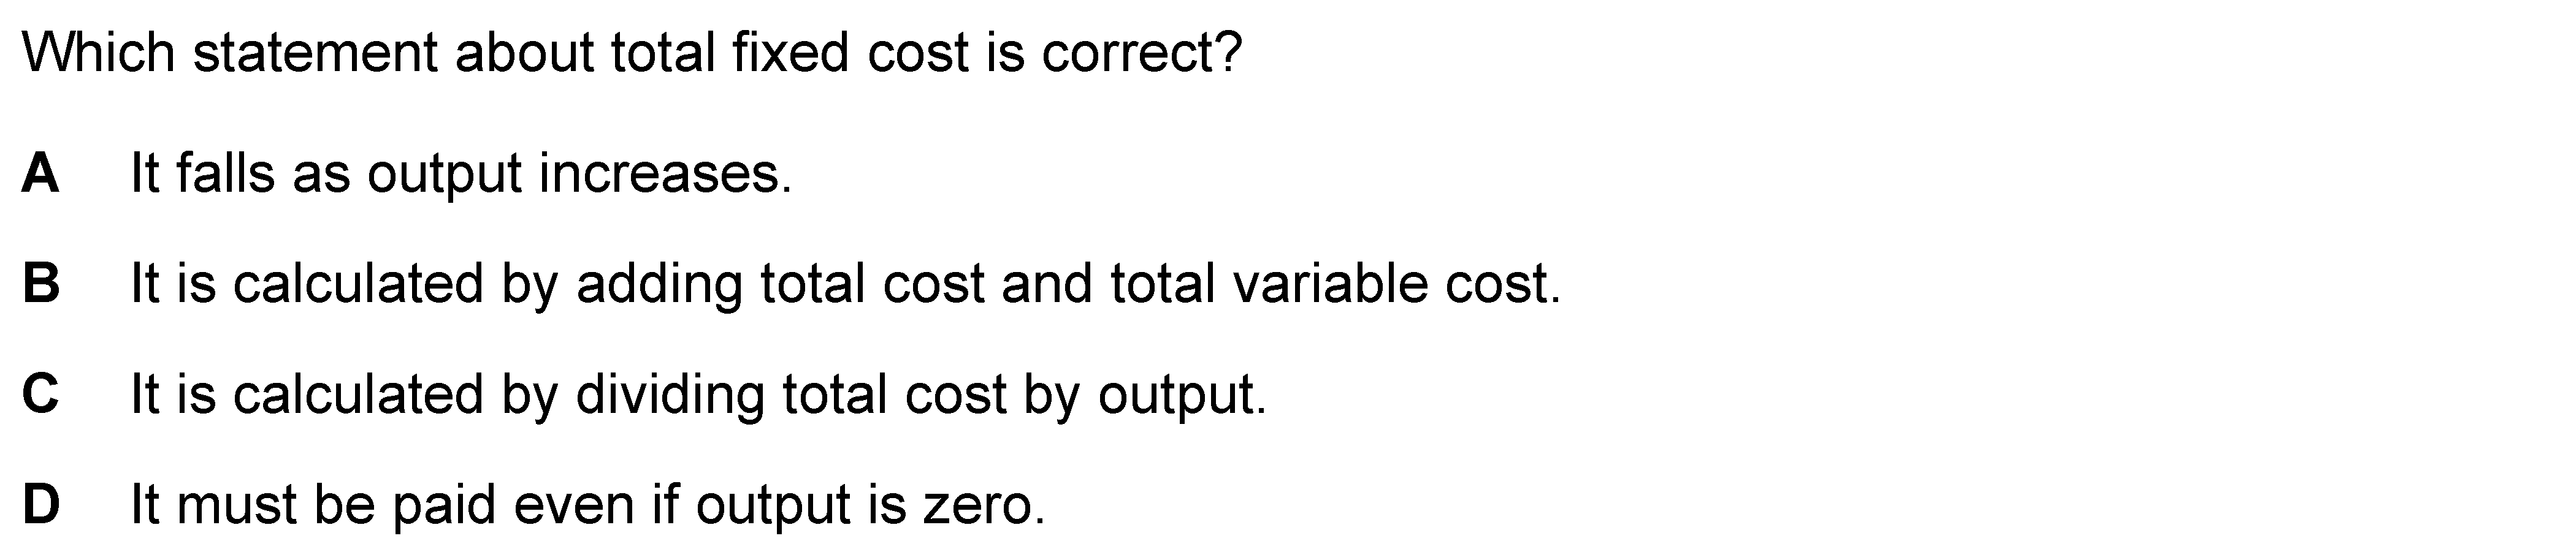 Which statement about total fixed cost is correct?
A It falls as output increases.
B It is calculated by adding total cost and total variable cost.
C It is calculated by dividing total cost by output.
D It must be paid even if output is zero.